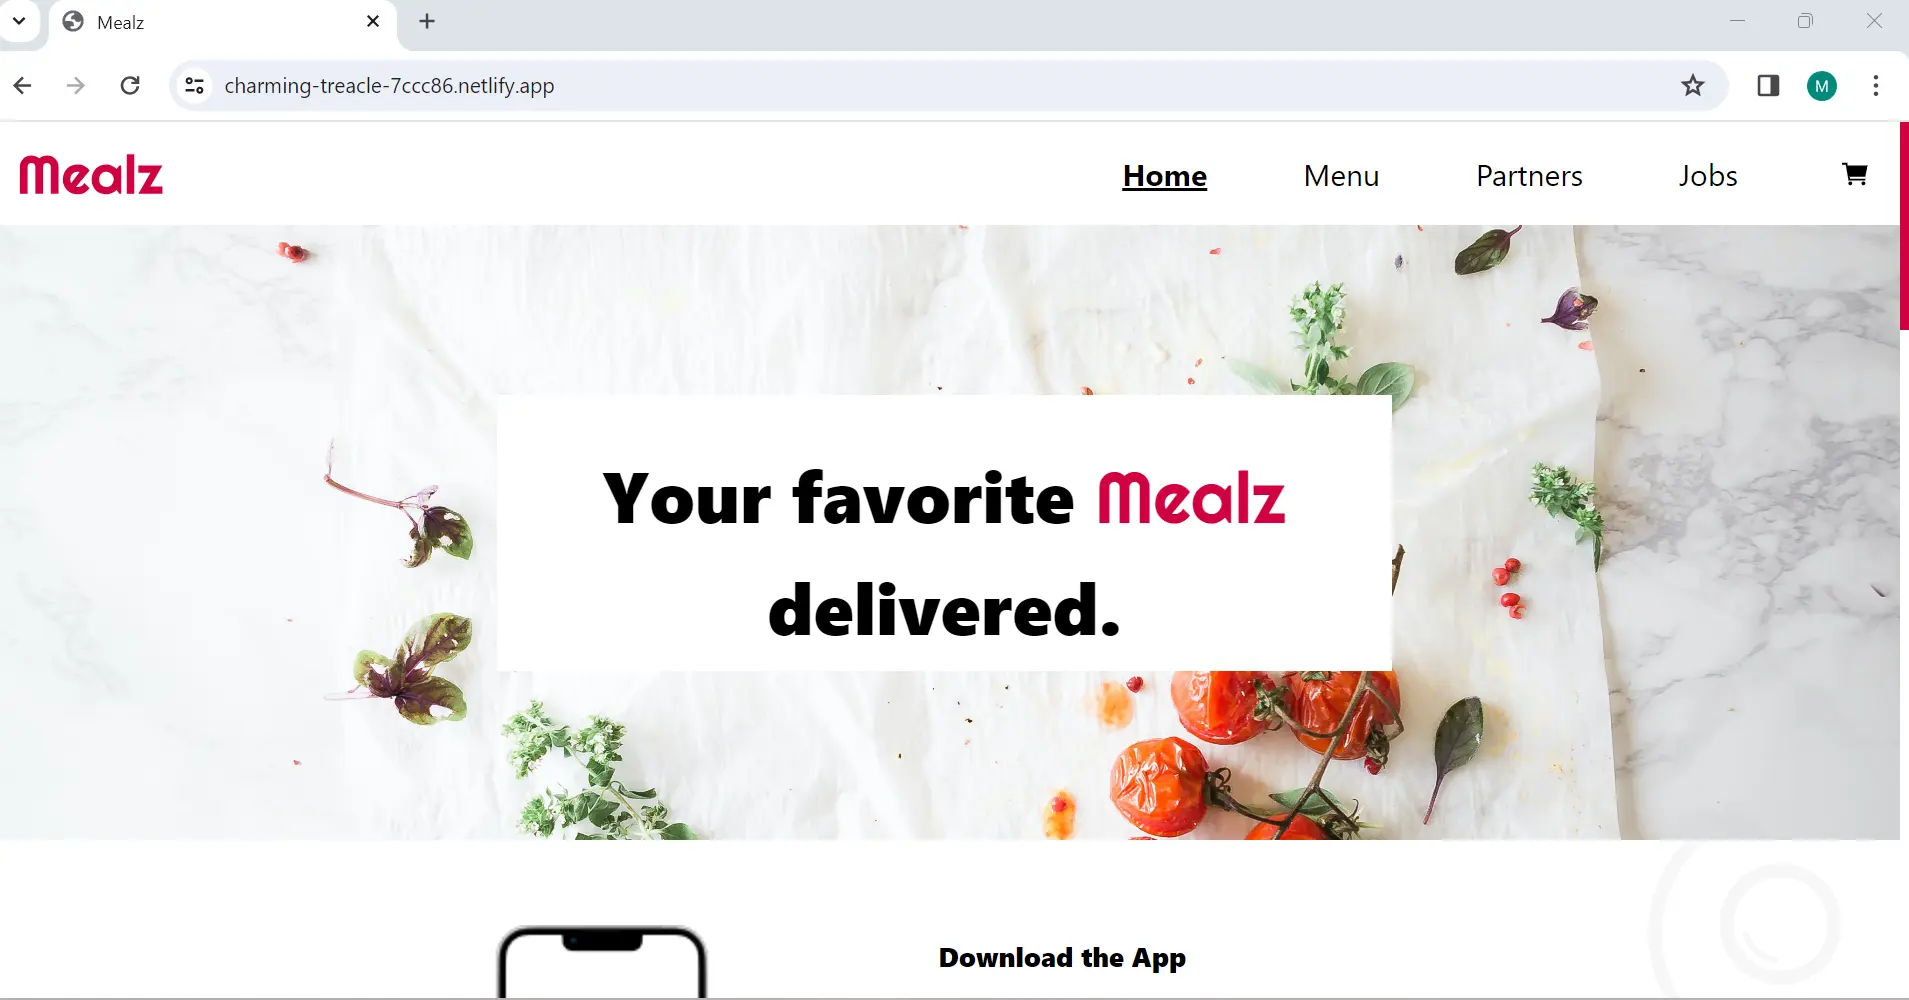 Mealz
charming-treacle-7ccc86.netlify.app
M
Mealz
Home Menu Partners Jobs
Your favorite Mealz
delivered.
Download the App